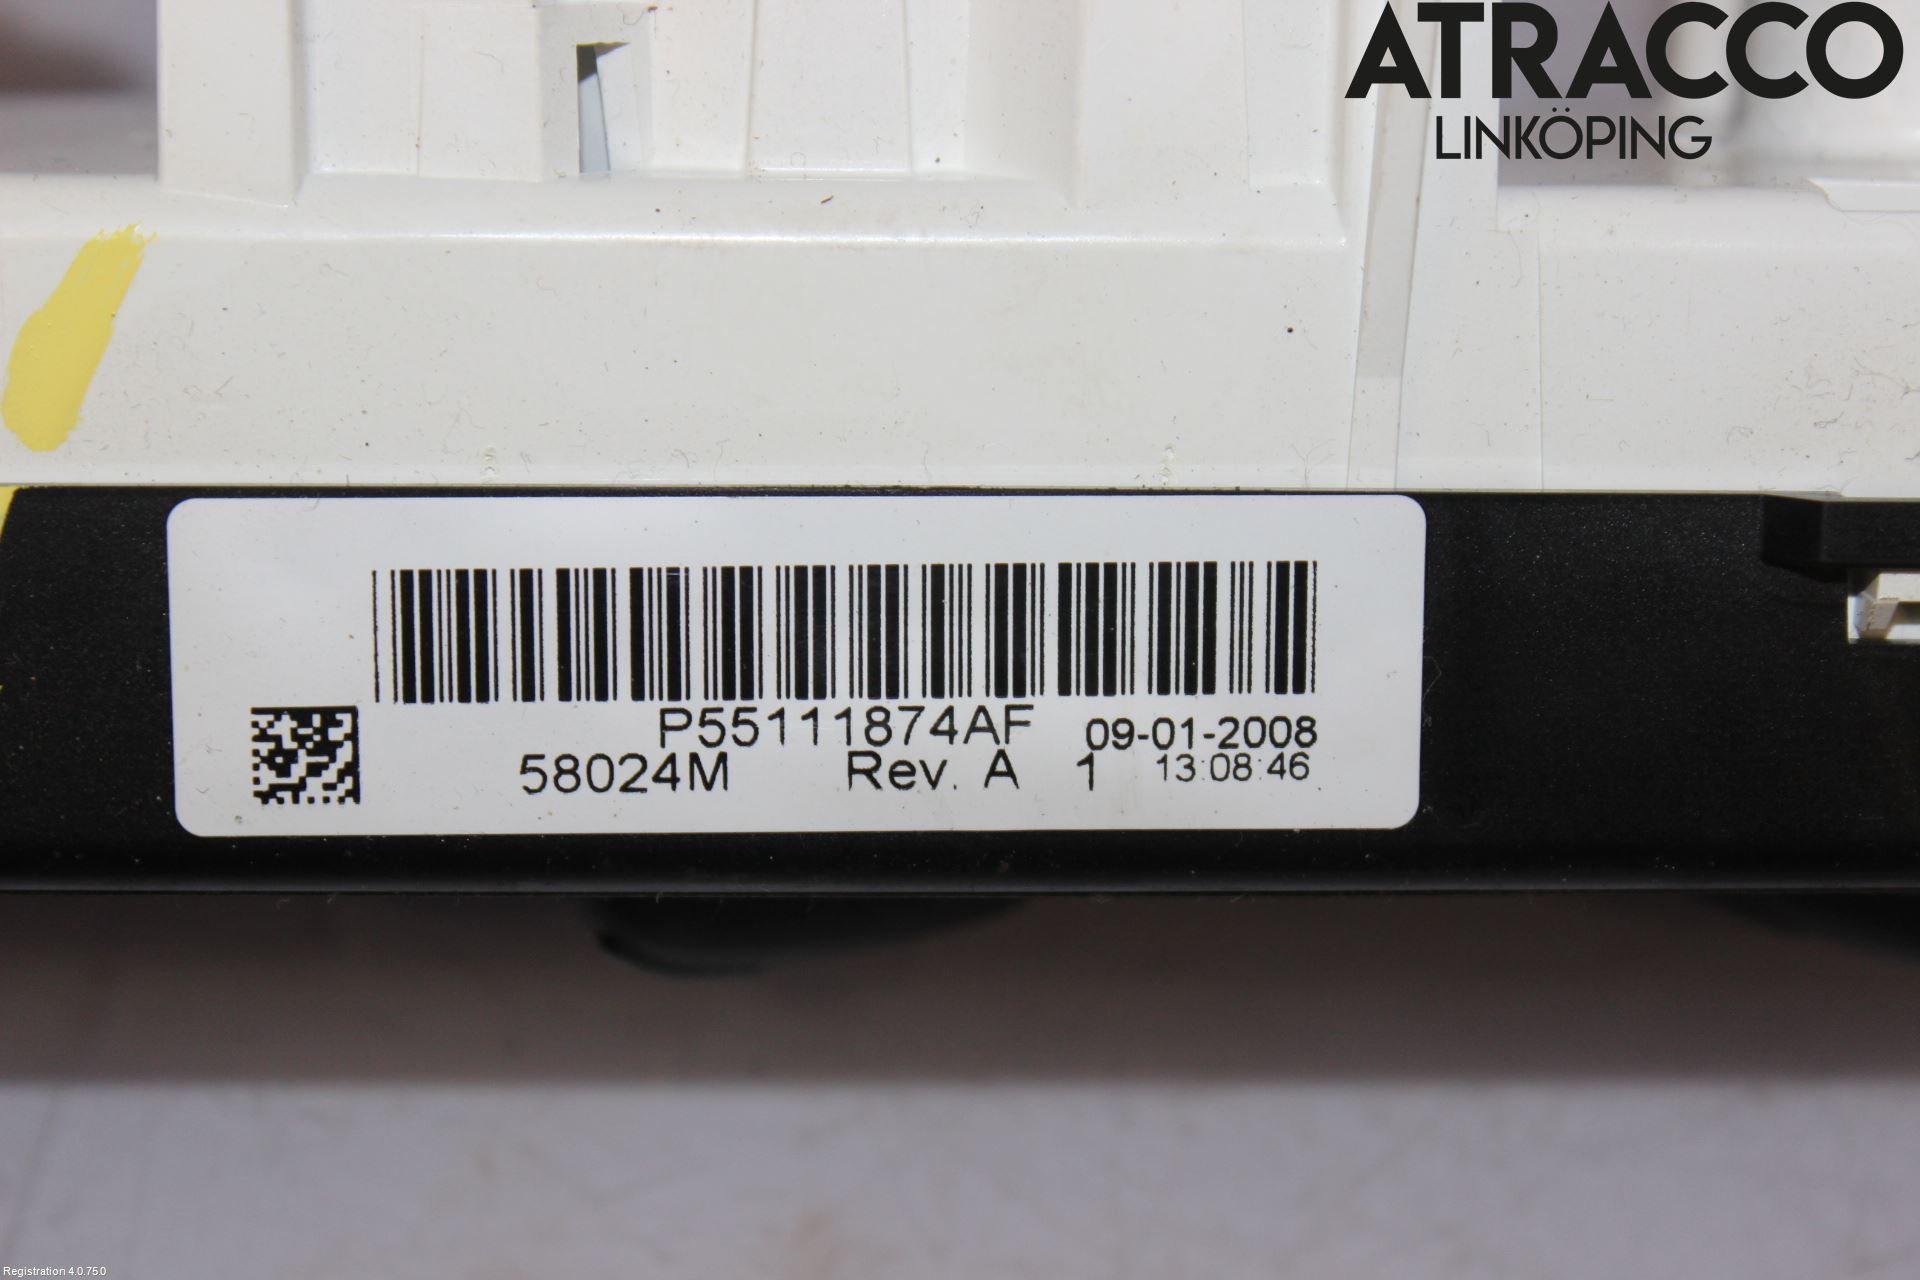 ATRACCO
LINKÖPING
P55111874AF 09-01-2008
58024M Rev. A 1 13:08:46
Registration 4.0.75.0